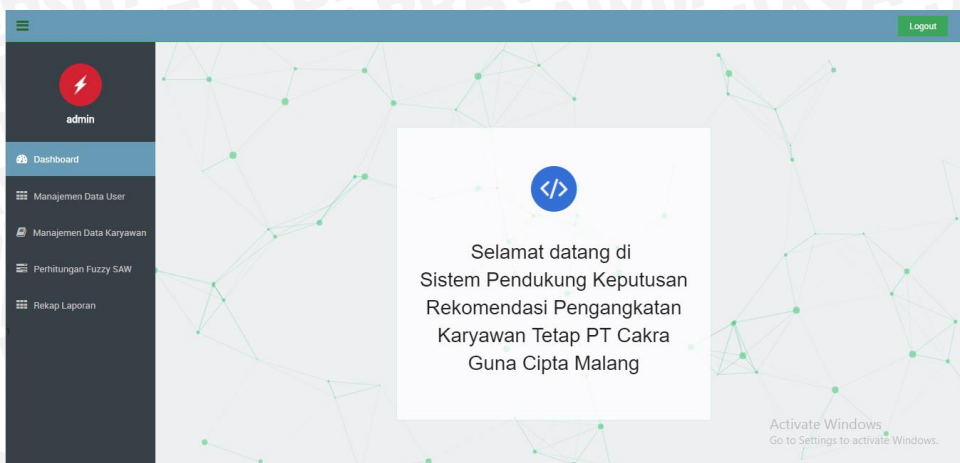 Logout
admin
Dashboard
Manajemen Data User
Manajemen Data Karyawan
Perhitungan Fuzzy SAW
Rekap Laporan
Selamat datang di
Sistem Pendukung Keputusan
Rekomendasi Pengangkatan
Karyawan Tetap PT Cakra
Guna Cipta Malang
Activate Windows
Go to Settings to activate Windows.